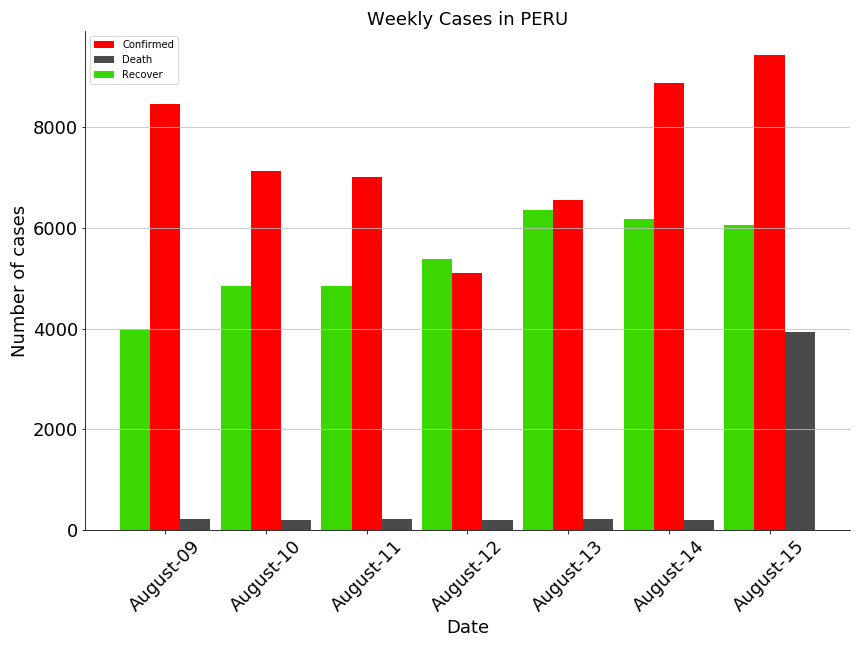 Weekly Cases in PERU
Confirmed
Death
Recover
Number of cases
8000
6000
4000
2000
0
August-09
August-10
August-11
August-12
August-13
August-14
August-15
Date